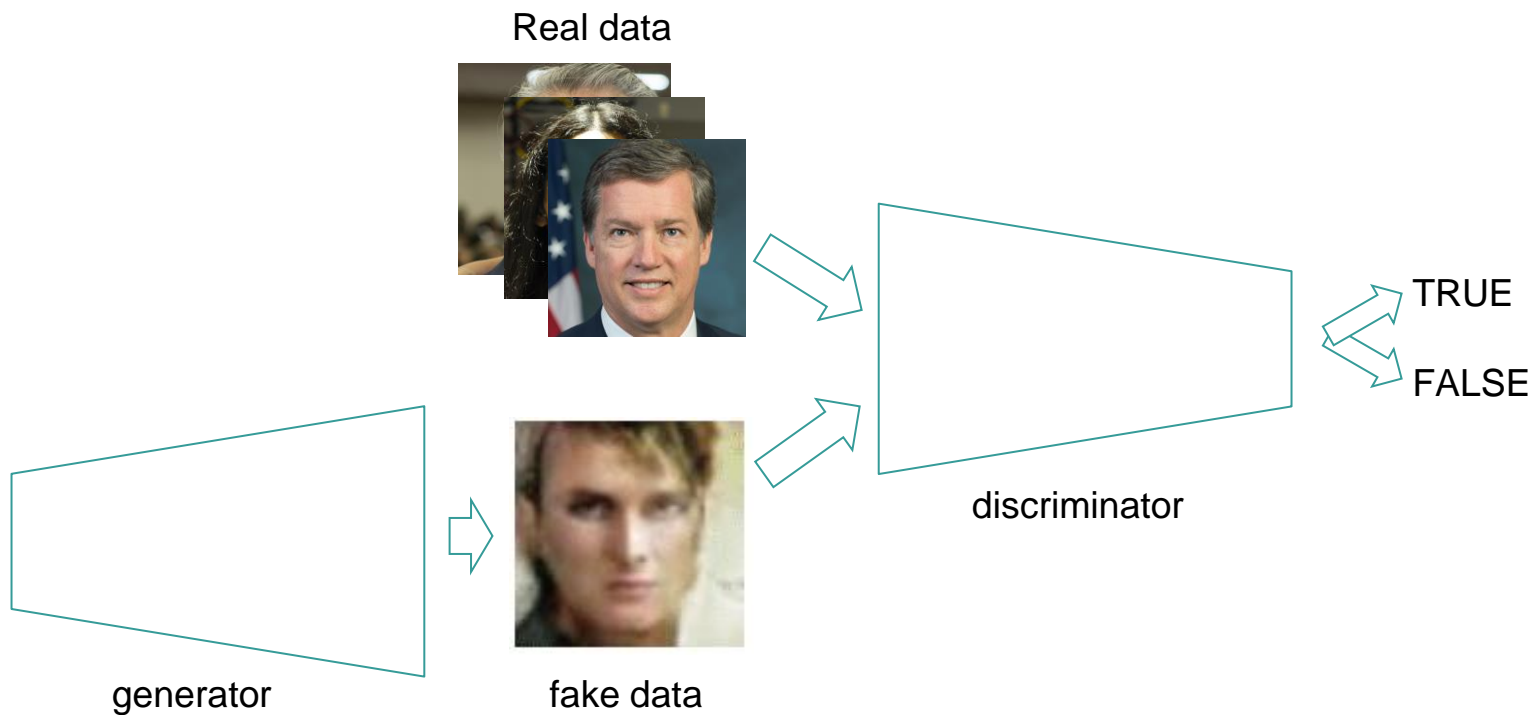 Real data
TRUE
FALSE
discriminator
generator
fake data